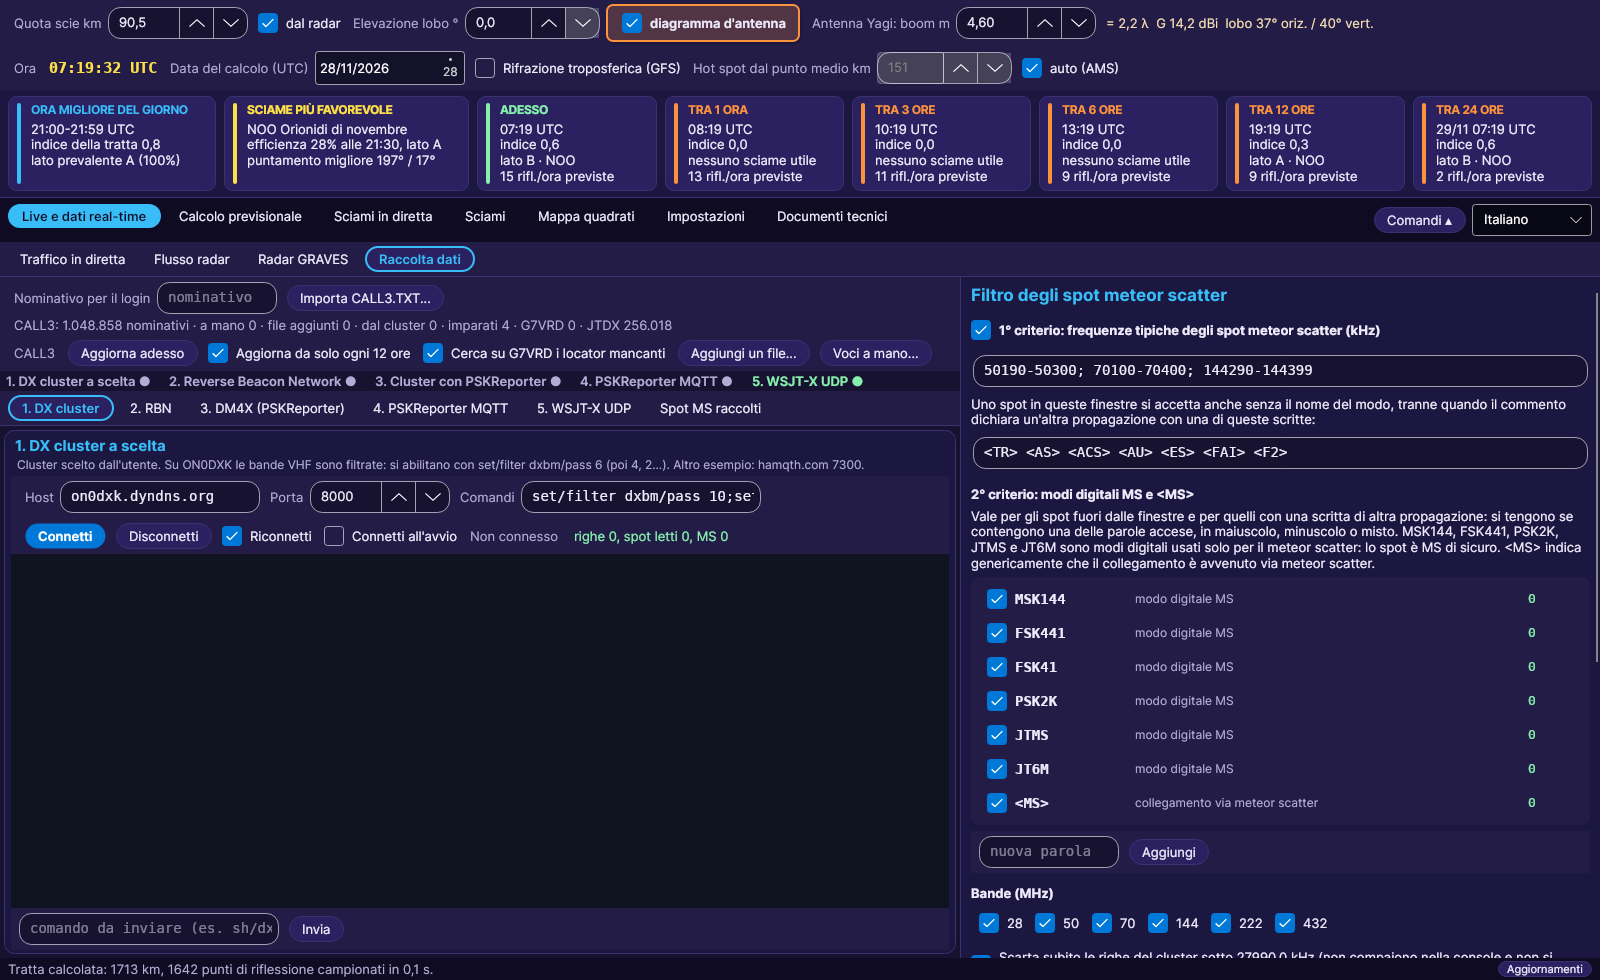 Quota scie km 90,5 dal radar Elevazione lobo ° 0,0 diagramma d'antenna Antenna Yagi: boom m 4,60 = 2,2 λ G 14,2 dBi lobo 37° oriz. / 40° vert.
Ora 07:19:32 UTC Data del calcolo (UTC) 28/11/2026 28 Rifrazione troposferica (GFS) Hot spot dal punto medio km 151 auto (AMS)
ORA MIGLIORE DEL GIORNO
21:00-21:59 UTC
indice della tratta 0,8
lato prevalente A (100%)
SCIAME PIÙ FAVOREVOLE
NOO Orionidi di novembre
efficienza 28% alle 21:30, lato A
puntamento migliore 197° / 17°
ADESSO
07:19 UTC
indice 0,6
lato B · NOO
15 rifl./ora previste
TRA 1 ORA
08:19 UTC
indice 0,0
nessuno sciame utile
13 rifl./ora previste
TRA 3 ORE
10:19 UTC
indice 0,0
nessuno sciame utile
11 rifl./ora previste
TRA 6 ORE
13:19 UTC
indice 0,0
nessuno sciame utile
9 rifl./ora previste
TRA 12 ORE
19:19 UTC
indice 0,3
lato A · NOO
9 rifl./ora previste
TRA 24 ORE
29/11 07:19 UTC
indice 0,6
lato B · NOO
2 rifl./ora previste
Live e dati real-time Calcolo previsionale Sciami in diretta Sciami Mappa quadrati Impostazioni Documenti tecnici Comandi ▴ Italiano
Traffico in diretta Flusso radar Radar GRAVES Raccolta dati
Nominativo per il login nominativo Importa CALL3.TXT...
CALL3: 1.048.858 nominativi · a mano 0 · file aggiunti 0 · dal cluster 0 · imparati 4 · G7VRD 0 · JTDX 256.018
CALL3 Aggiorna adesso Aggiorna da solo ogni 12 ore Cerca su G7VRD i locator mancanti Aggiungi un file... Voci a mano...
1. DX cluster a scelta ● 2. Reverse Beacon Network ● 3. Cluster con PSKReporter ● 4. PSKReporter MQTT ● 5. WSJT-X UDP ●
1. DX cluster 2. RBN 3. DM4X (PSKReporter) 4. PSKReporter MQTT 5. WSJT-X UDP Spot MS raccolti
1. DX cluster a scelta
Cluster scelto dall'utente. Su ON0DXK le bande VHF sono filtrate: si abilitano con set/filter dxbm/pass 6 (poi 4, 2...). Altro esempio: hamqth.com 7300.
Host on0dxk.dyndns.org Porta 8000 Comandi set/filter dxbm/pass 10;se
Connetti Disconnetti Riconnetti Connetti all'avvio Non connesso righe 0, spot letti 0, MS 0
comando da inviare (es. sh/dx Invia
Filtro degli spot meteor scatter
1° criterio: frequenze tipiche degli spot meteor scatter (kHz)
50190-50300; 70100-70400; 144290-144399
Uno spot in queste finestre si accetta anche senza il nome del modo, tranne quando il commento
dichiara un'altra propagazione con una di queste scritte:
<TR> <AS> <ACS> <AU> <ES> <FAI> <F2>
2° criterio: modi digitali MS e <MS>
Vale per gli spot fuori dalle finestre e per quelli con una scritta di altra propagazione: si tengono se
contengono una delle parole accese, in maiuscolo, minuscolo o misto. MSK144, FSK441, PSK2K,
JTMS e JT6M sono modi digitali usati solo per il meteor scatter: lo spot è MS di sicuro. <MS> indica
genericamente che il collegamento è avvenuto via meteor scatter.
MSK144 modo digitale MS 0
FSK441 modo digitale MS 0
FSK41 modo digitale MS 0
PSK2K modo digitale MS 0
JTMS modo digitale MS 0
JT6M modo digitale MS 0
<MS> collegamento via meteor scatter 0
nuova parola Aggiungi
Bande (MHz)
28 50 70 144 222 432
Scarta subito le righe del cluster sotto 27990,0 kHz (non compaiono nella console e non si
Tratta calcolata: 1713 km, 1642 punti di riflessione campionati in 0,1 s. Aggiornamenti